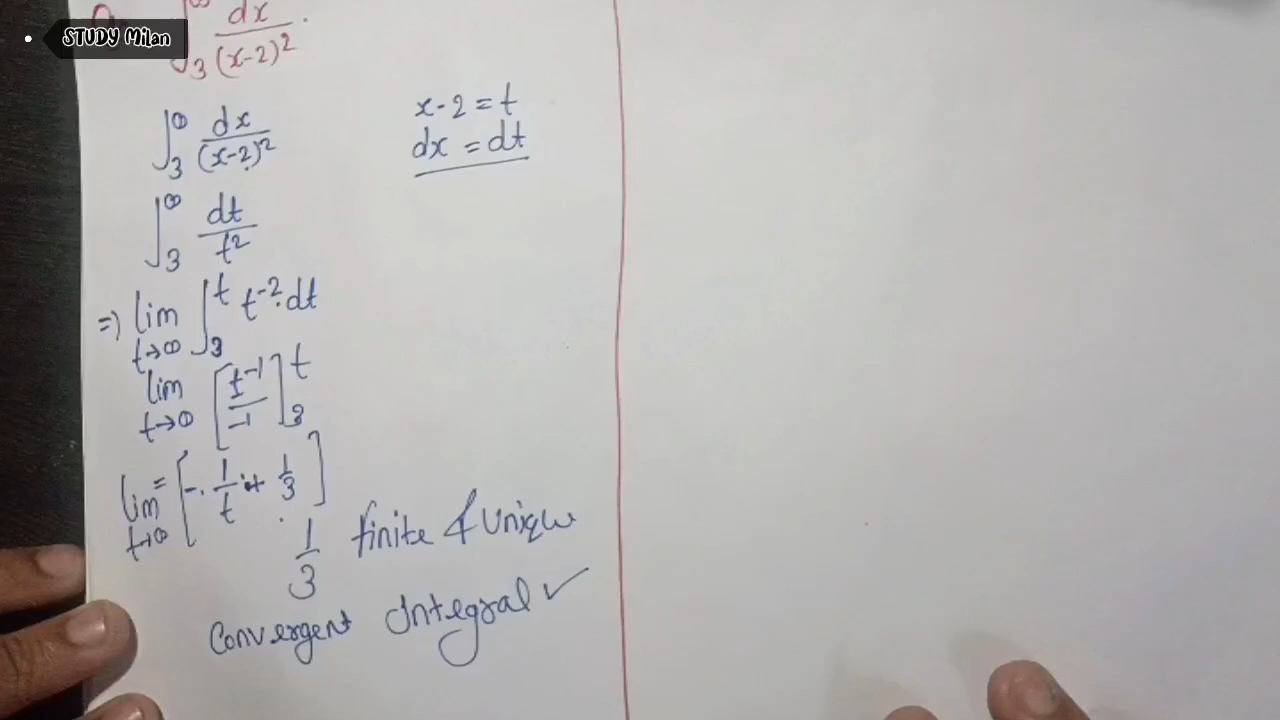 STUDY Milan
∫₃^∞ dx/(x-2)² .
∫₃^∞ dx/(x-2)²
x-2 = t
dx = dt
∫₃^∞ dt/t²
=) lim t→∞ ∫₃^t t⁻² · dt
lim t→∞ [t⁻¹/-1]₃^t
= lim t→∞ [- 1/t + 1/3]
1/3 finite & unique
Convergent Integral ✓